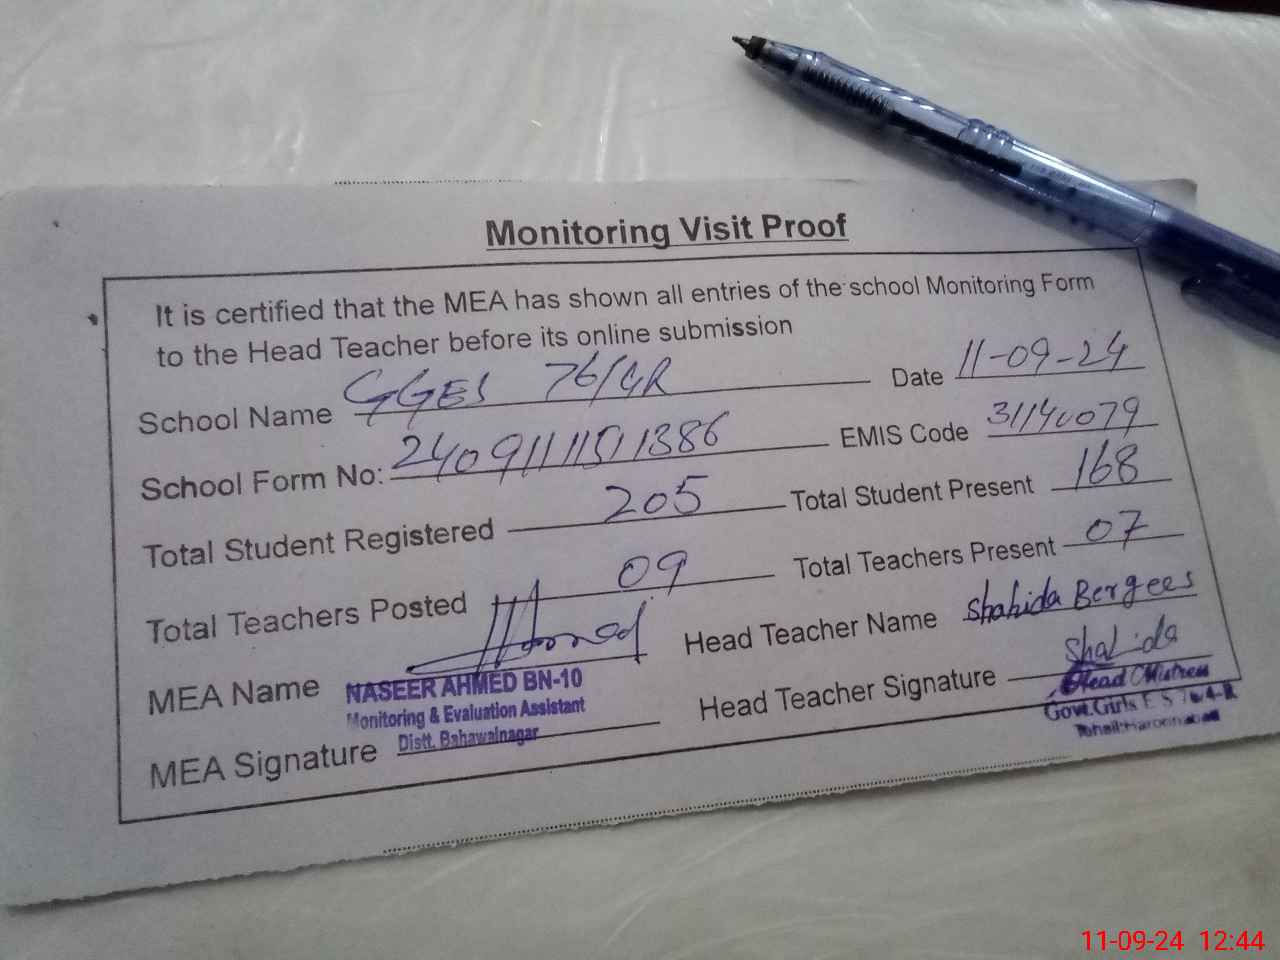 Monitoring Visit Proof
It is certified that the MEA has shown all entries of the school Monitoring Form
to the Head Teacher before its online submission
School Name GGES 76/4R Date 11-09-24
School Form No: EMIS Code 31140079
Total Student Registered 205 Total Student Present 168
Total Teachers Posted 09 Total Teachers Present 07
MEA Name Head Teacher Name Shahida Bergees
NASEER AHMED BN-10
Monitoring & Evaluation Assistant
Distt. Bahawalnagar
MEA Signature Head Teacher Signature Shahida
Head Mistress
Govt. Girls E S 76/4-R
11-09-24 12:44